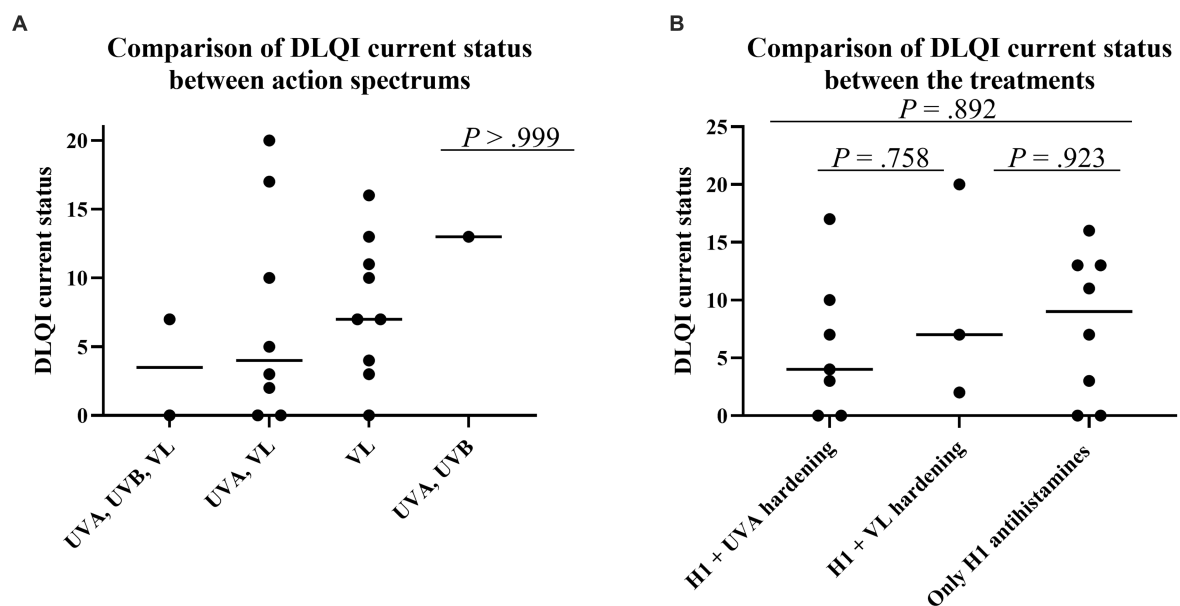 A
Comparison of DLQI current status
between action spectrums
P > .999
20
15
10
5
0
DLQI current status
UVA, UVB, VL
UVA, VL
VL
UVA, UVB
B
Comparison of DLQI current status
between the treatments
P = .892
P = .758
P = .923
25
20
15
10
5
0
DLQI current status
H1 + UVA hardening
H1 + VL hardening
Only H1 antihistamines